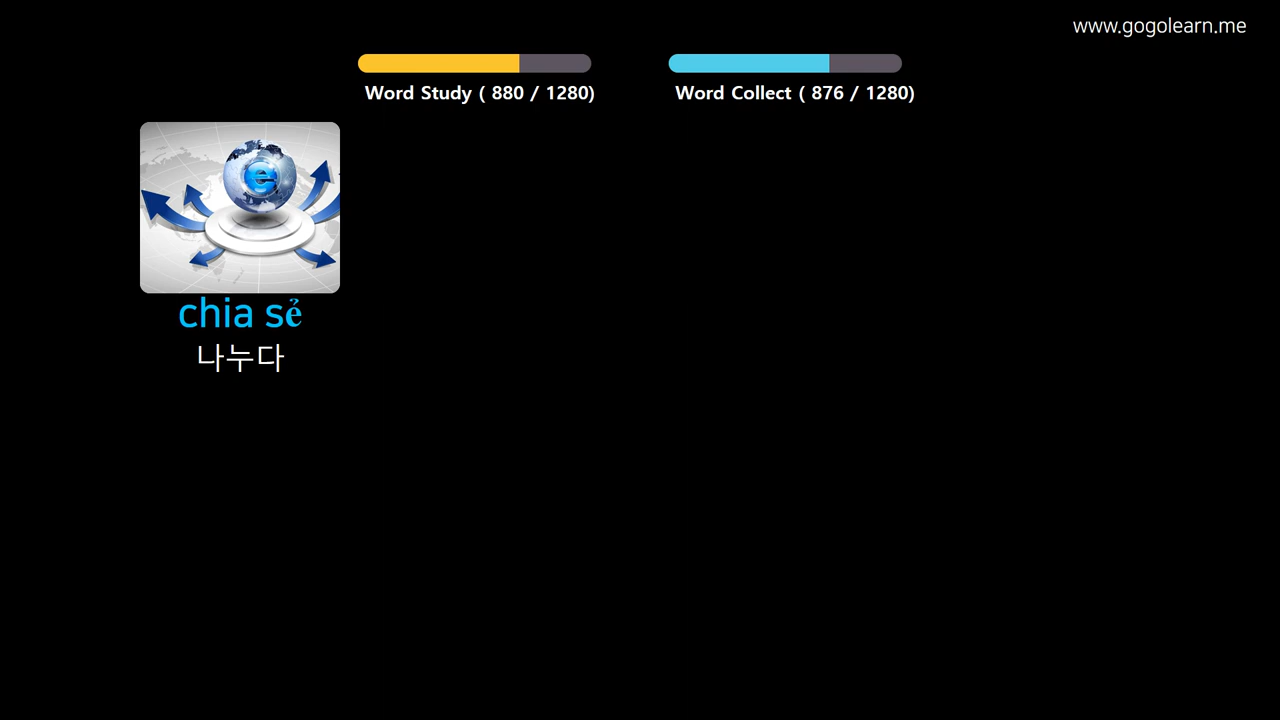 www.gogolearn.me
Word Study ( 880 / 1280)
Word Collect ( 876 / 1280)
e
chia sẻ
나누다